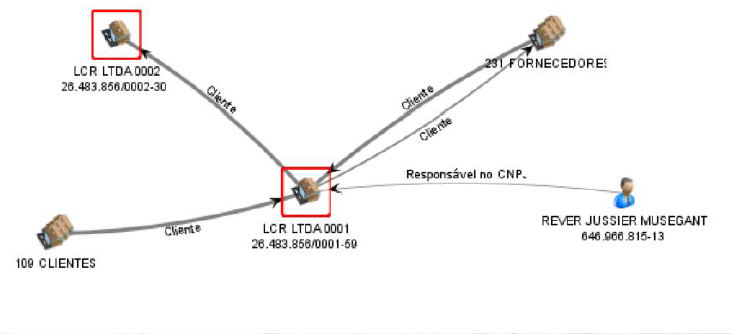 LCR LTDA 0002
26.483.856/0002-30
Cliente
231 FORNECEDORES
Cliente
Cliente
Responsável no CNPJ
REVER JUSSIER MUSEGANT
646.966.815-13
LCR LTDA 0001
26.483.856/0001-59
Cliente
109 CLIENTES